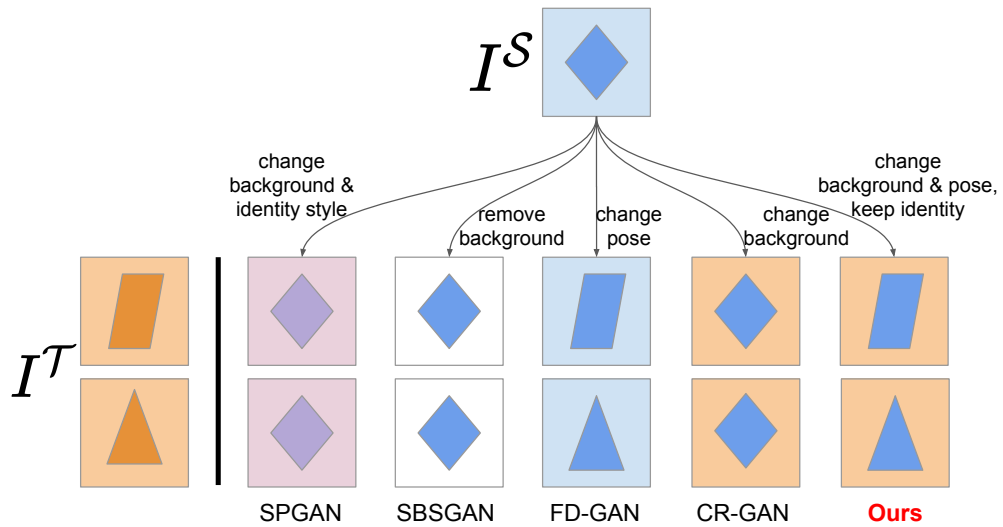 I^S
change
background &
identity style
remove
background
change
pose
change
background
change
background & pose,
keep identity
I^T
SPGAN
SBSGAN
FD-GAN
CR-GAN
Ours